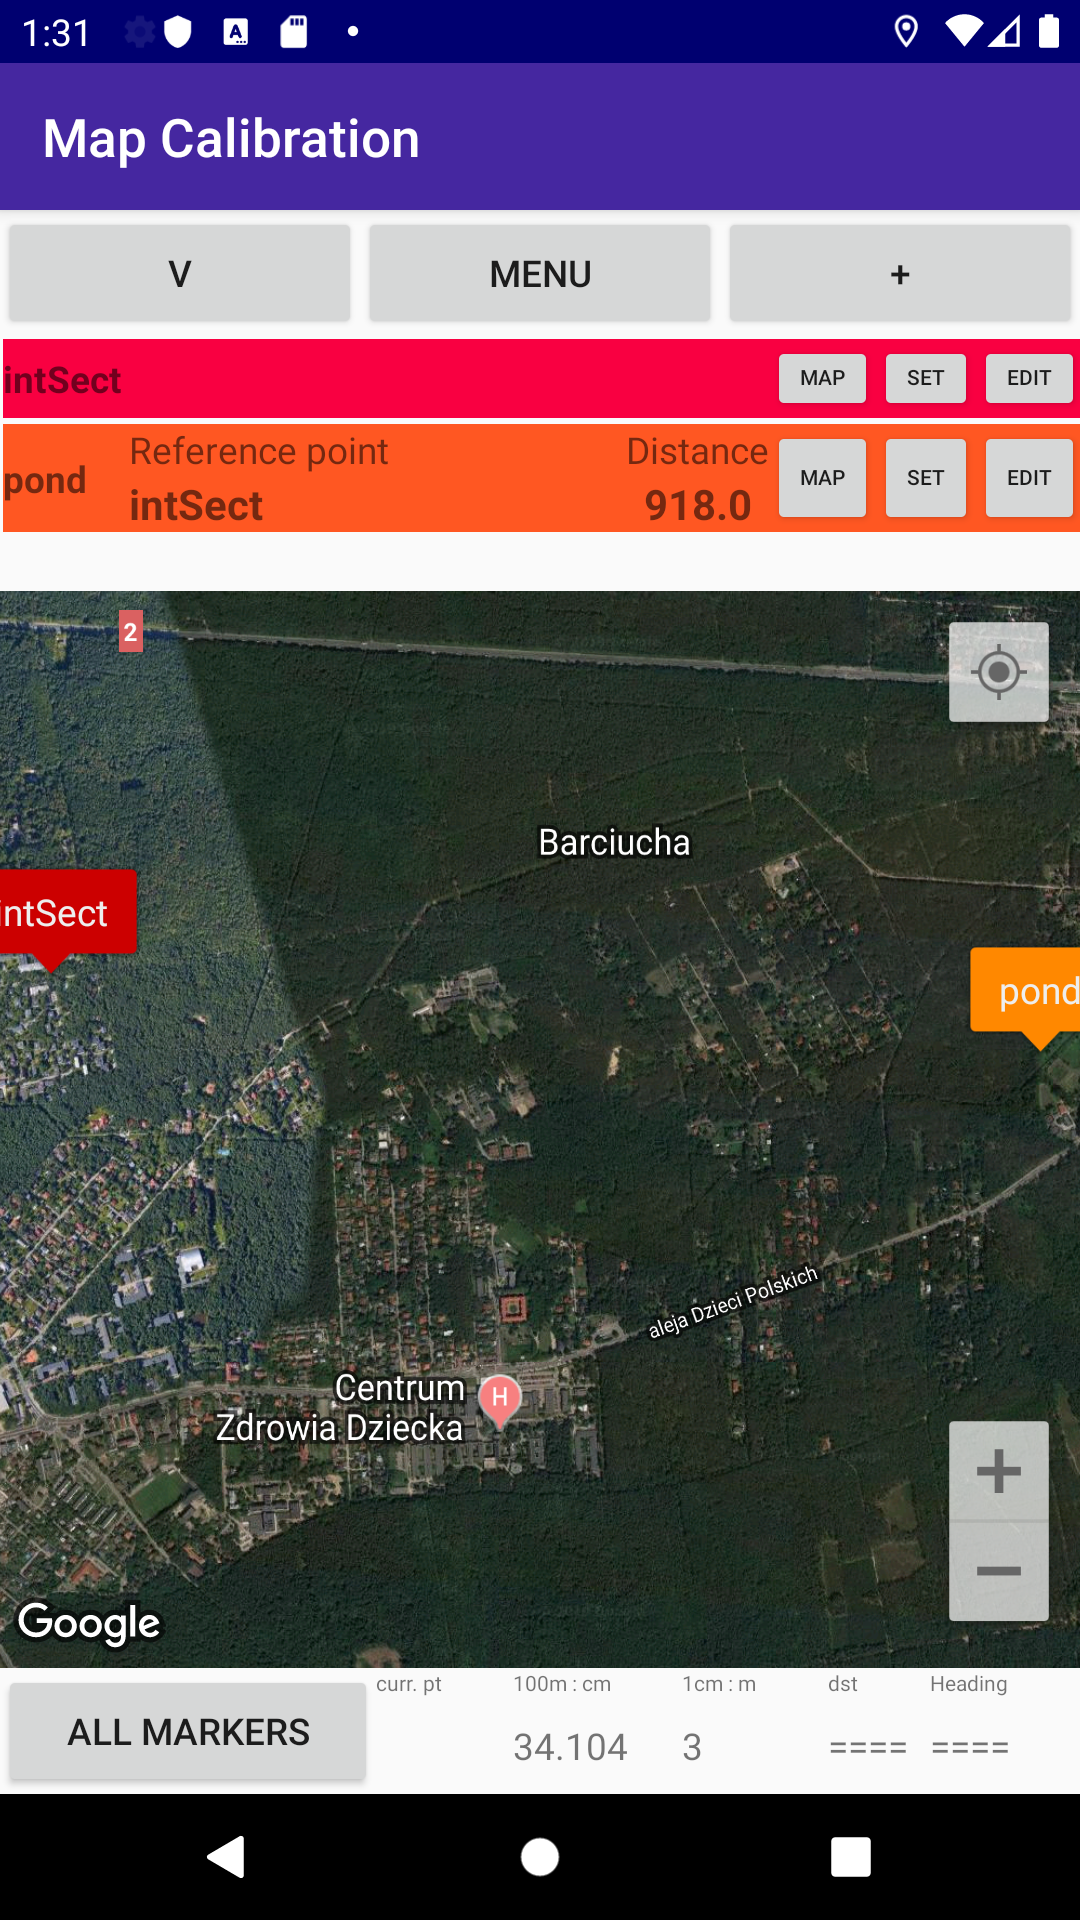 1:31
Map Calibration
V MENU +
intSect MAP SET EDIT
Reference point Distance
pond intSect 918.0 MAP SET EDIT
2
Barciucha
intSect
pond
aleja Dzieci Polskich
Centrum
Zdrowia Dziecka
H
+
−
Google
ALL MARKERS
curr. pt 100m : cm 1cm : m dst Heading
34.104 3 ==== ====